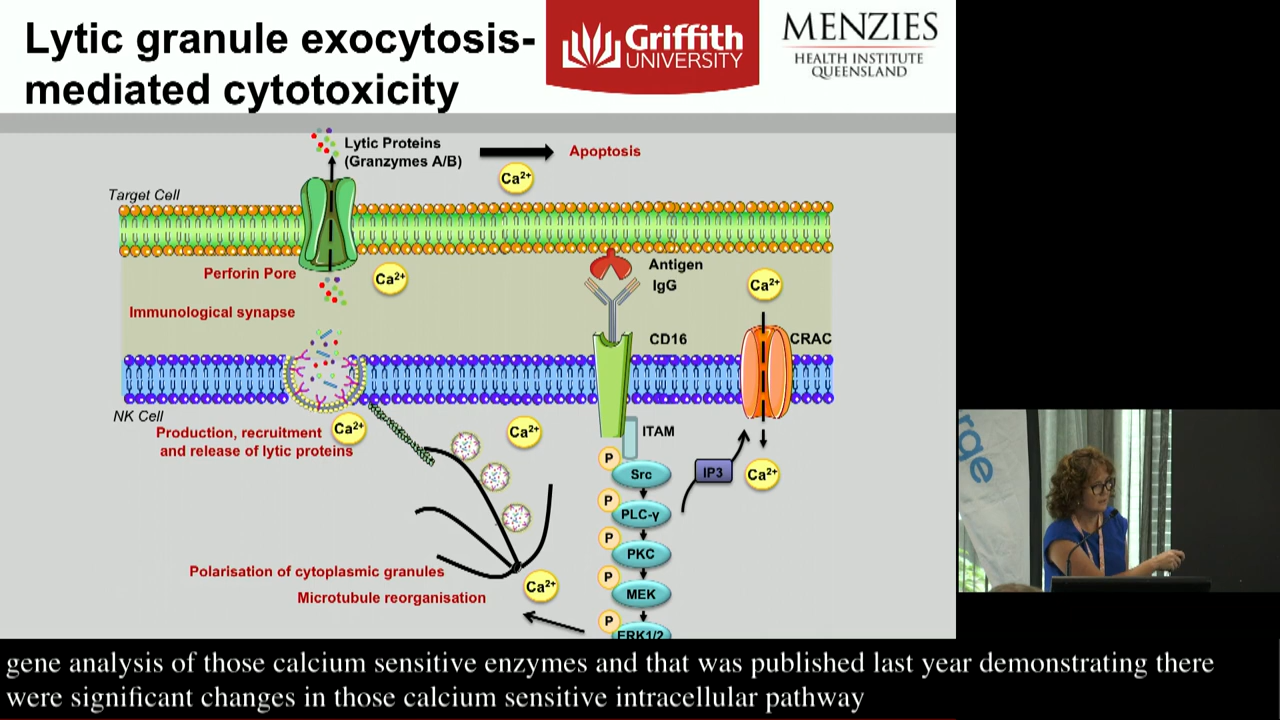 Lytic granule exocytosis-
mediated cytotoxicity
Griffith
UNIVERSITY
MENZIES
HEALTH INSTITUTE
QUEENSLAND
Lytic Proteins
(Granzymes A/B)
Apoptosis
Ca²⁺
Target Cell
Perforin Pore
Ca²⁺
Antigen
IgG
Ca²⁺
Immunological synapse
CD16
CRAC
NK Cell
Production, recruitment
and release of lytic proteins
Ca²⁺
Ca²⁺
ITAM
P
Src
IP3
Ca²⁺
P
PLC-γ
P
PKC
Polarisation of cytoplasmic granules
Microtubule reorganisation
Ca²⁺
P
MEK
P
ERK1/2
rge
gene analysis of those calcium sensitive enzymes and that was published last year demonstrating there
were significant changes in those calcium sensitive intracellular pathway